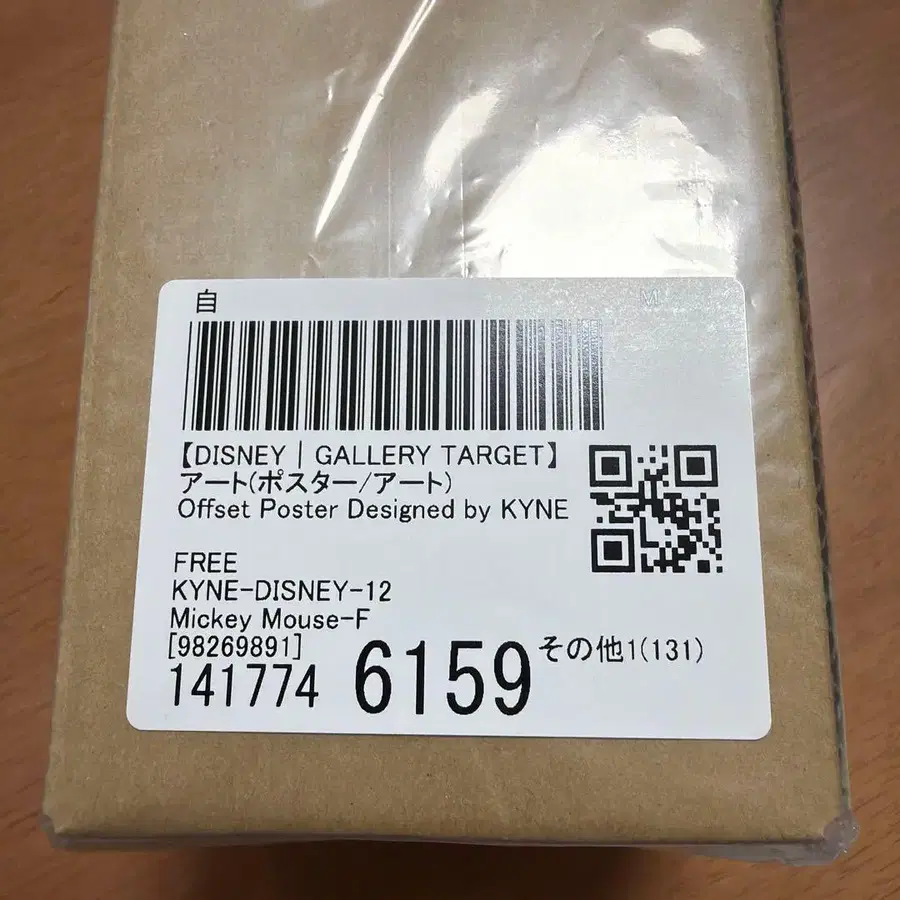 自
【DISNEY｜GALLERY TARGET】
アート(ポスター/アート)
Offset Poster Designed by KYNE
FREE
KYNE-DISNEY-12
Mickey Mouse-F
[98269891]
141774 6159 その他1(131)